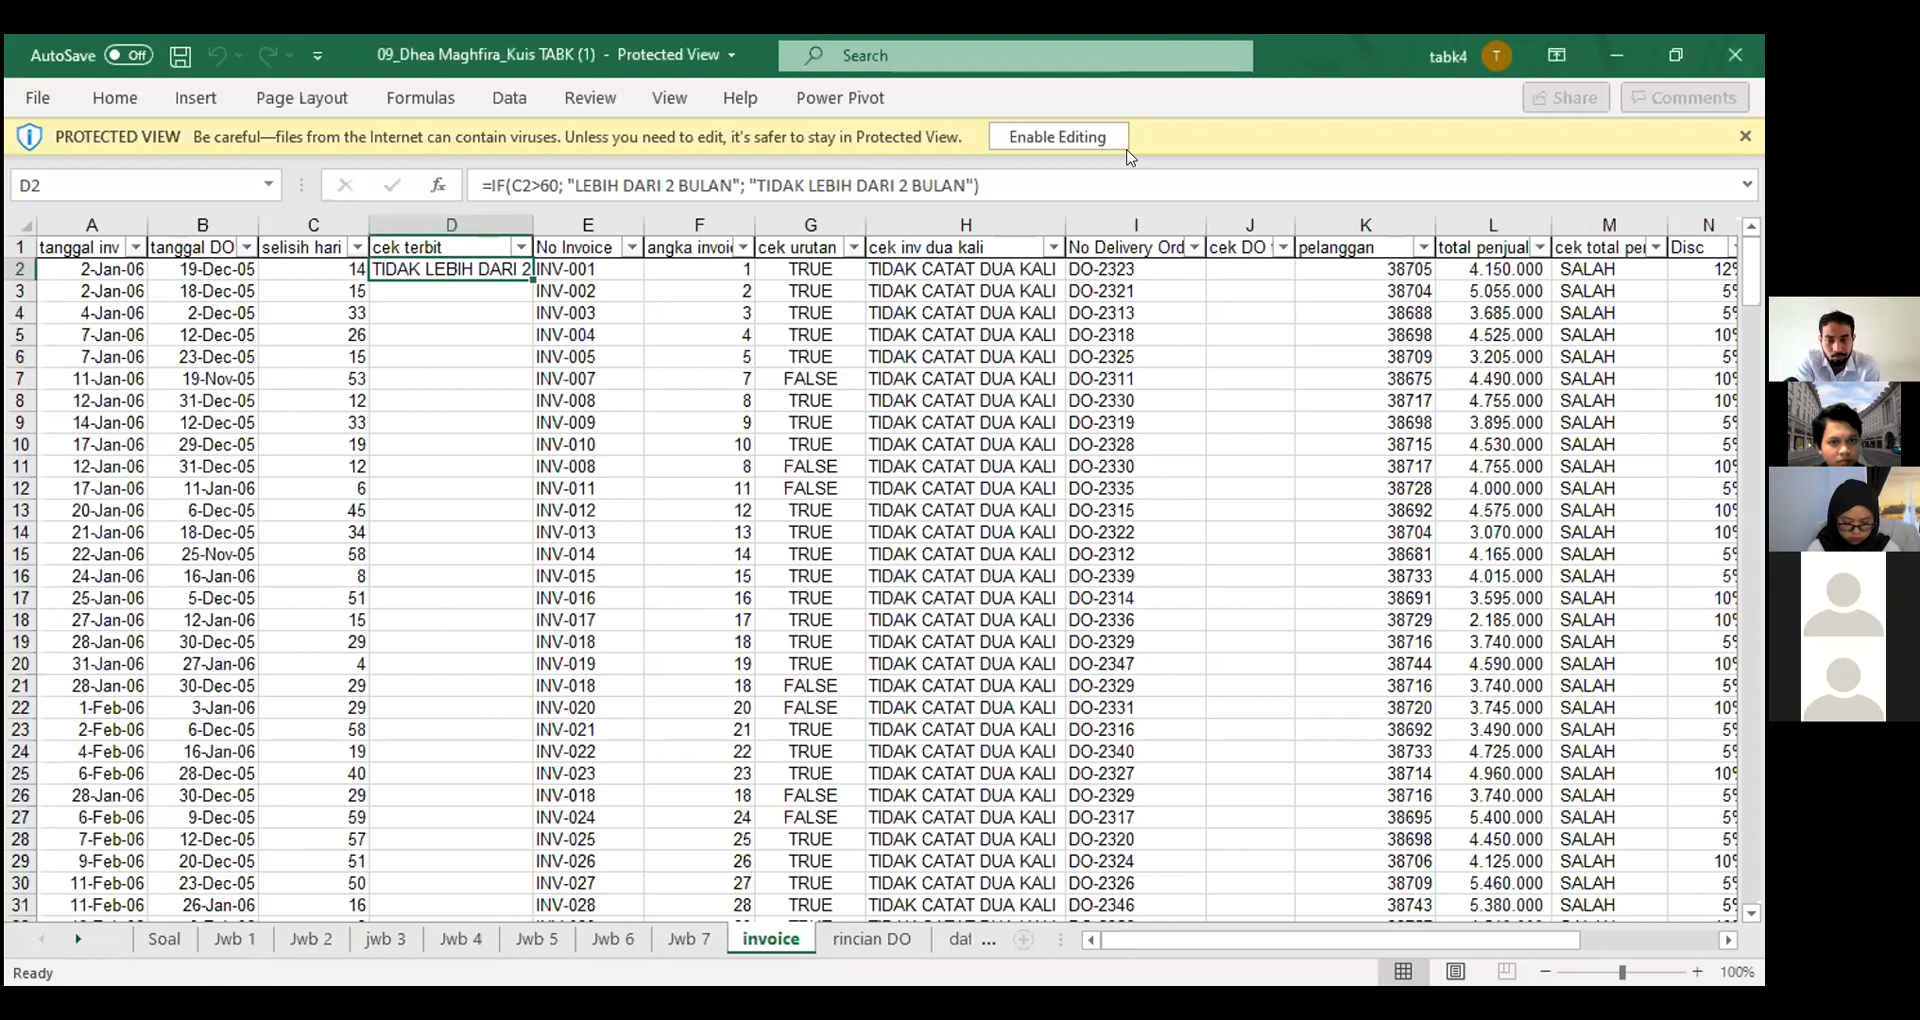 AutoSave Off 09_Dhea Maghfira_Kuis TABK (1) - Protected View Search tabk4 T
File Home Insert Page Layout Formulas Data Review View Help Power Pivot Share Comments
PROTECTED VIEW Be careful—files from the Internet can contain viruses. Unless you need to edit, it's safer to stay in Protected View. Enable Editing
D2 fx =IF(C2>60; "LEBIH DARI 2 BULAN"; "TIDAK LEBIH DARI 2 BULAN")
A B C D E F G H I J K L M N
1 tanggal inv tanggal DO selisih hari cek terbit No Invoice angka invoi cek urutan cek inv dua kali No Delivery Ord cek DO pelanggan total penjual cek total pe Disc
2 2-Jan-06 19-Dec-05 14 TIDAK LEBIH DARI 2 INV-001 1 TRUE TIDAK CATAT DUA KALI DO-2323 38705 4.150.000 SALAH 12%
3 2-Jan-06 18-Dec-05 15 INV-002 2 TRUE TIDAK CATAT DUA KALI DO-2321 38704 5.055.000 SALAH 5%
4 4-Jan-06 2-Dec-05 33 INV-003 3 TRUE TIDAK CATAT DUA KALI DO-2313 38688 3.685.000 SALAH 5%
5 7-Jan-06 12-Dec-05 26 INV-004 4 TRUE TIDAK CATAT DUA KALI DO-2318 38698 4.525.000 SALAH 10%
6 7-Jan-06 23-Dec-05 15 INV-005 5 TRUE TIDAK CATAT DUA KALI DO-2325 38709 3.205.000 SALAH 5%
7 11-Jan-06 19-Nov-05 53 INV-007 7 FALSE TIDAK CATAT DUA KALI DO-2311 38675 4.490.000 SALAH 10%
8 12-Jan-06 31-Dec-05 12 INV-008 8 TRUE TIDAK CATAT DUA KALI DO-2330 38717 4.755.000 SALAH 10%
9 14-Jan-06 12-Dec-05 33 INV-009 9 TRUE TIDAK CATAT DUA KALI DO-2319 38698 3.895.000 SALAH 5%
10 17-Jan-06 29-Dec-05 19 INV-010 10 TRUE TIDAK CATAT DUA KALI DO-2328 38715 4.530.000 SALAH 5%
11 12-Jan-06 31-Dec-05 12 INV-008 8 FALSE TIDAK CATAT DUA KALI DO-2330 38717 4.755.000 SALAH 10%
12 17-Jan-06 11-Jan-06 6 INV-011 11 FALSE TIDAK CATAT DUA KALI DO-2335 38728 4.000.000 SALAH 5%
13 20-Jan-06 6-Dec-05 45 INV-012 12 TRUE TIDAK CATAT DUA KALI DO-2315 38692 4.575.000 SALAH 10%
14 21-Jan-06 18-Dec-05 34 INV-013 13 TRUE TIDAK CATAT DUA KALI DO-2322 38704 3.070.000 SALAH 10%
15 22-Jan-06 25-Nov-05 58 INV-014 14 TRUE TIDAK CATAT DUA KALI DO-2312 38681 4.165.000 SALAH 5%
16 24-Jan-06 16-Jan-06 8 INV-015 15 TRUE TIDAK CATAT DUA KALI DO-2339 38733 4.015.000 SALAH 5%
17 25-Jan-06 5-Dec-05 51 INV-016 16 TRUE TIDAK CATAT DUA KALI DO-2314 38691 3.595.000 SALAH 10%
18 27-Jan-06 12-Jan-06 15 INV-017 17 TRUE TIDAK CATAT DUA KALI DO-2336 38729 2.185.000 SALAH 10%
19 28-Jan-06 30-Dec-05 29 INV-018 18 TRUE TIDAK CATAT DUA KALI DO-2329 38716 3.740.000 SALAH 5%
20 31-Jan-06 27-Jan-06 4 INV-019 19 TRUE TIDAK CATAT DUA KALI DO-2347 38744 4.590.000 SALAH 10%
21 28-Jan-06 30-Dec-05 29 INV-018 18 FALSE TIDAK CATAT DUA KALI DO-2329 38716 3.740.000 SALAH 5%
22 1-Feb-06 3-Jan-06 29 INV-020 20 FALSE TIDAK CATAT DUA KALI DO-2331 38720 3.745.000 SALAH 10%
23 2-Feb-06 6-Dec-05 58 INV-021 21 TRUE TIDAK CATAT DUA KALI DO-2316 38692 3.490.000 SALAH 5%
24 4-Feb-06 16-Jan-06 19 INV-022 22 TRUE TIDAK CATAT DUA KALI DO-2340 38733 4.725.000 SALAH 5%
25 6-Feb-06 28-Dec-05 40 INV-023 23 TRUE TIDAK CATAT DUA KALI DO-2327 38714 4.960.000 SALAH 10%
26 28-Jan-06 30-Dec-05 29 INV-018 18 FALSE TIDAK CATAT DUA KALI DO-2329 38716 3.740.000 SALAH 5%
27 6-Feb-06 9-Dec-05 59 INV-024 24 FALSE TIDAK CATAT DUA KALI DO-2317 38695 5.400.000 SALAH 5%
28 7-Feb-06 12-Dec-05 57 INV-025 25 TRUE TIDAK CATAT DUA KALI DO-2320 38698 4.450.000 SALAH 5%
29 9-Feb-06 20-Dec-05 51 INV-026 26 TRUE TIDAK CATAT DUA KALI DO-2324 38706 4.125.000 SALAH 10%
30 11-Feb-06 23-Dec-05 50 INV-027 27 TRUE TIDAK CATAT DUA KALI DO-2326 38709 5.460.000 SALAH 5%
31 11-Feb-06 26-Jan-06 16 INV-028 28 TRUE TIDAK CATAT DUA KALI DO-2346 38743 5.380.000 SALAH 5%
Soal Jwb 1 Jwb 2 jwb 3 Jwb 4 Jwb 5 Jwb 6 Jwb 7 invoice rincian DO dat ...
Ready 100%